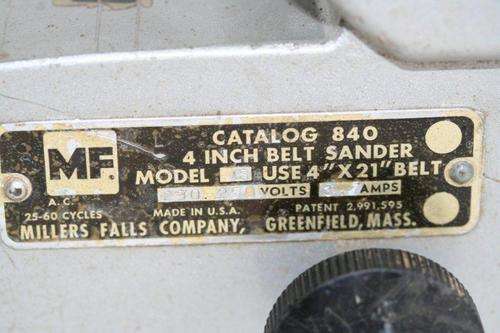 CATALOG 840
MF.
4 INCH BELT SANDER
MODEL USE 4"X21" BELT
VOLTS AMPS
A.C.
25-60 CYCLES
MADE IN U.S.A.
PATENT 2,991,595
MILLERS FALLS COMPANY, GREENFIELD, MASS.